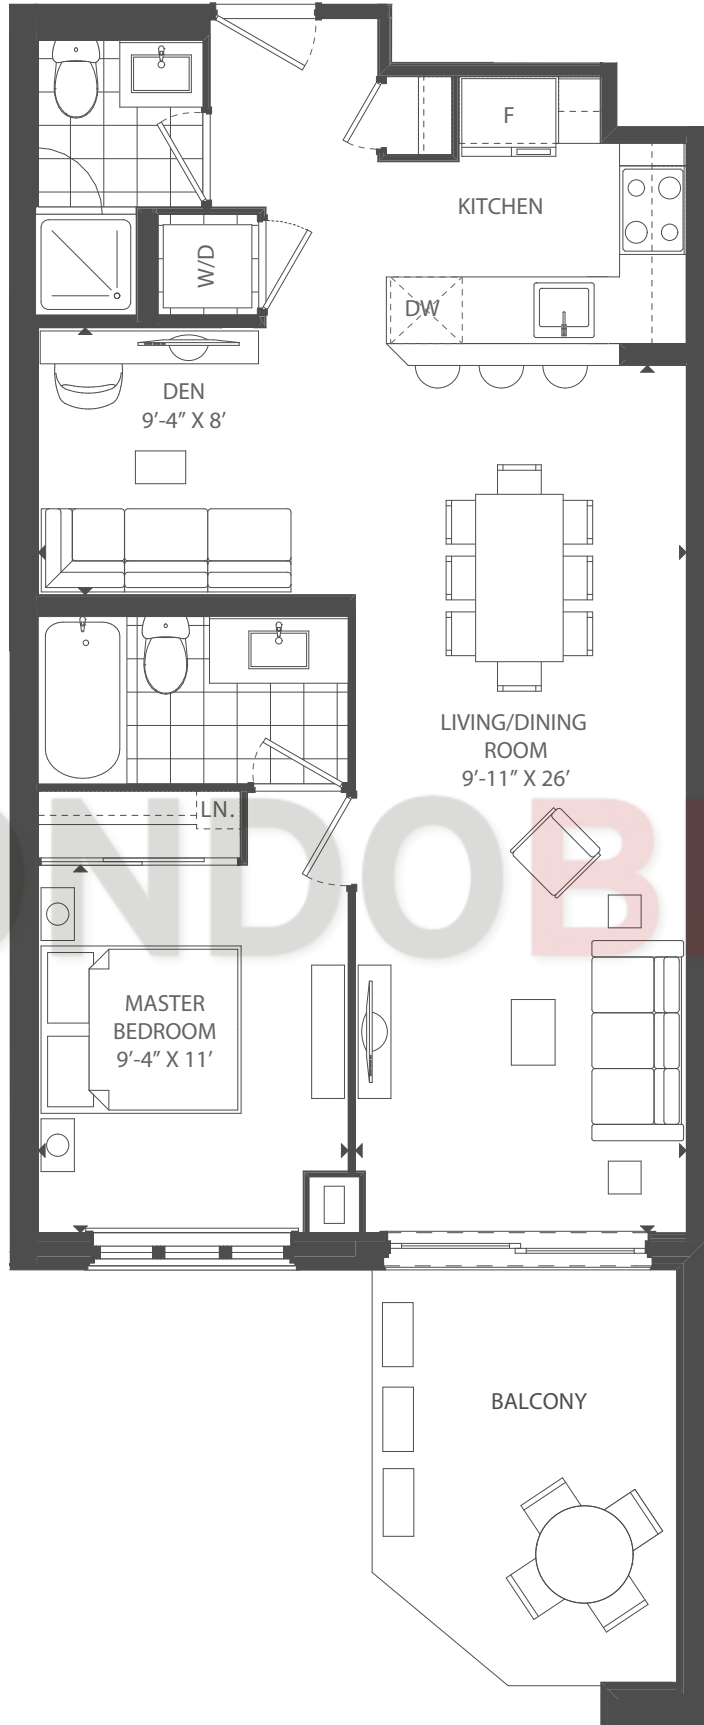 F
KITCHEN
W/D
DW
DEN
9’-4” X 8’
LIVING/DINING
ROOM
9’-11” X 26’
LN.
ONDOB
MASTER
BEDROOM
9’-4” X 11’
BALCONY